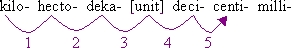 kilo- hecto- deka- [unit] deci- centi- milli-
1 2 3 4 5